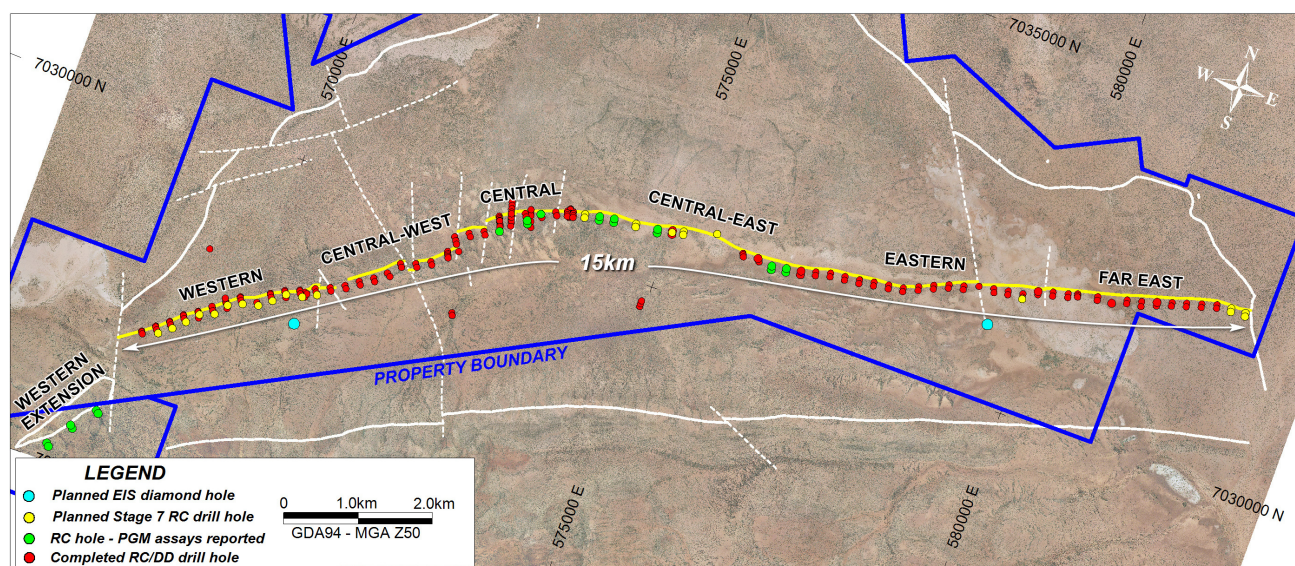 7030000 N
570000 E
575000 E
7035000 N
580000 E
N
W
E
S
CENTRAL
CENTRAL-WEST
CENTRAL-EAST
WESTERN
15km
EASTERN
FAR EAST
PROPERTY BOUNDARY
WESTERN
EXTENSION
575000 E
580000 E
7030000 N
LEGEND
Planned EIS diamond hole
Planned Stage 7 RC drill hole
RC hole - PGM assays reported
Completed RC/DD drill hole
0 1.0km 2.0km
GDA94 - MGA Z50